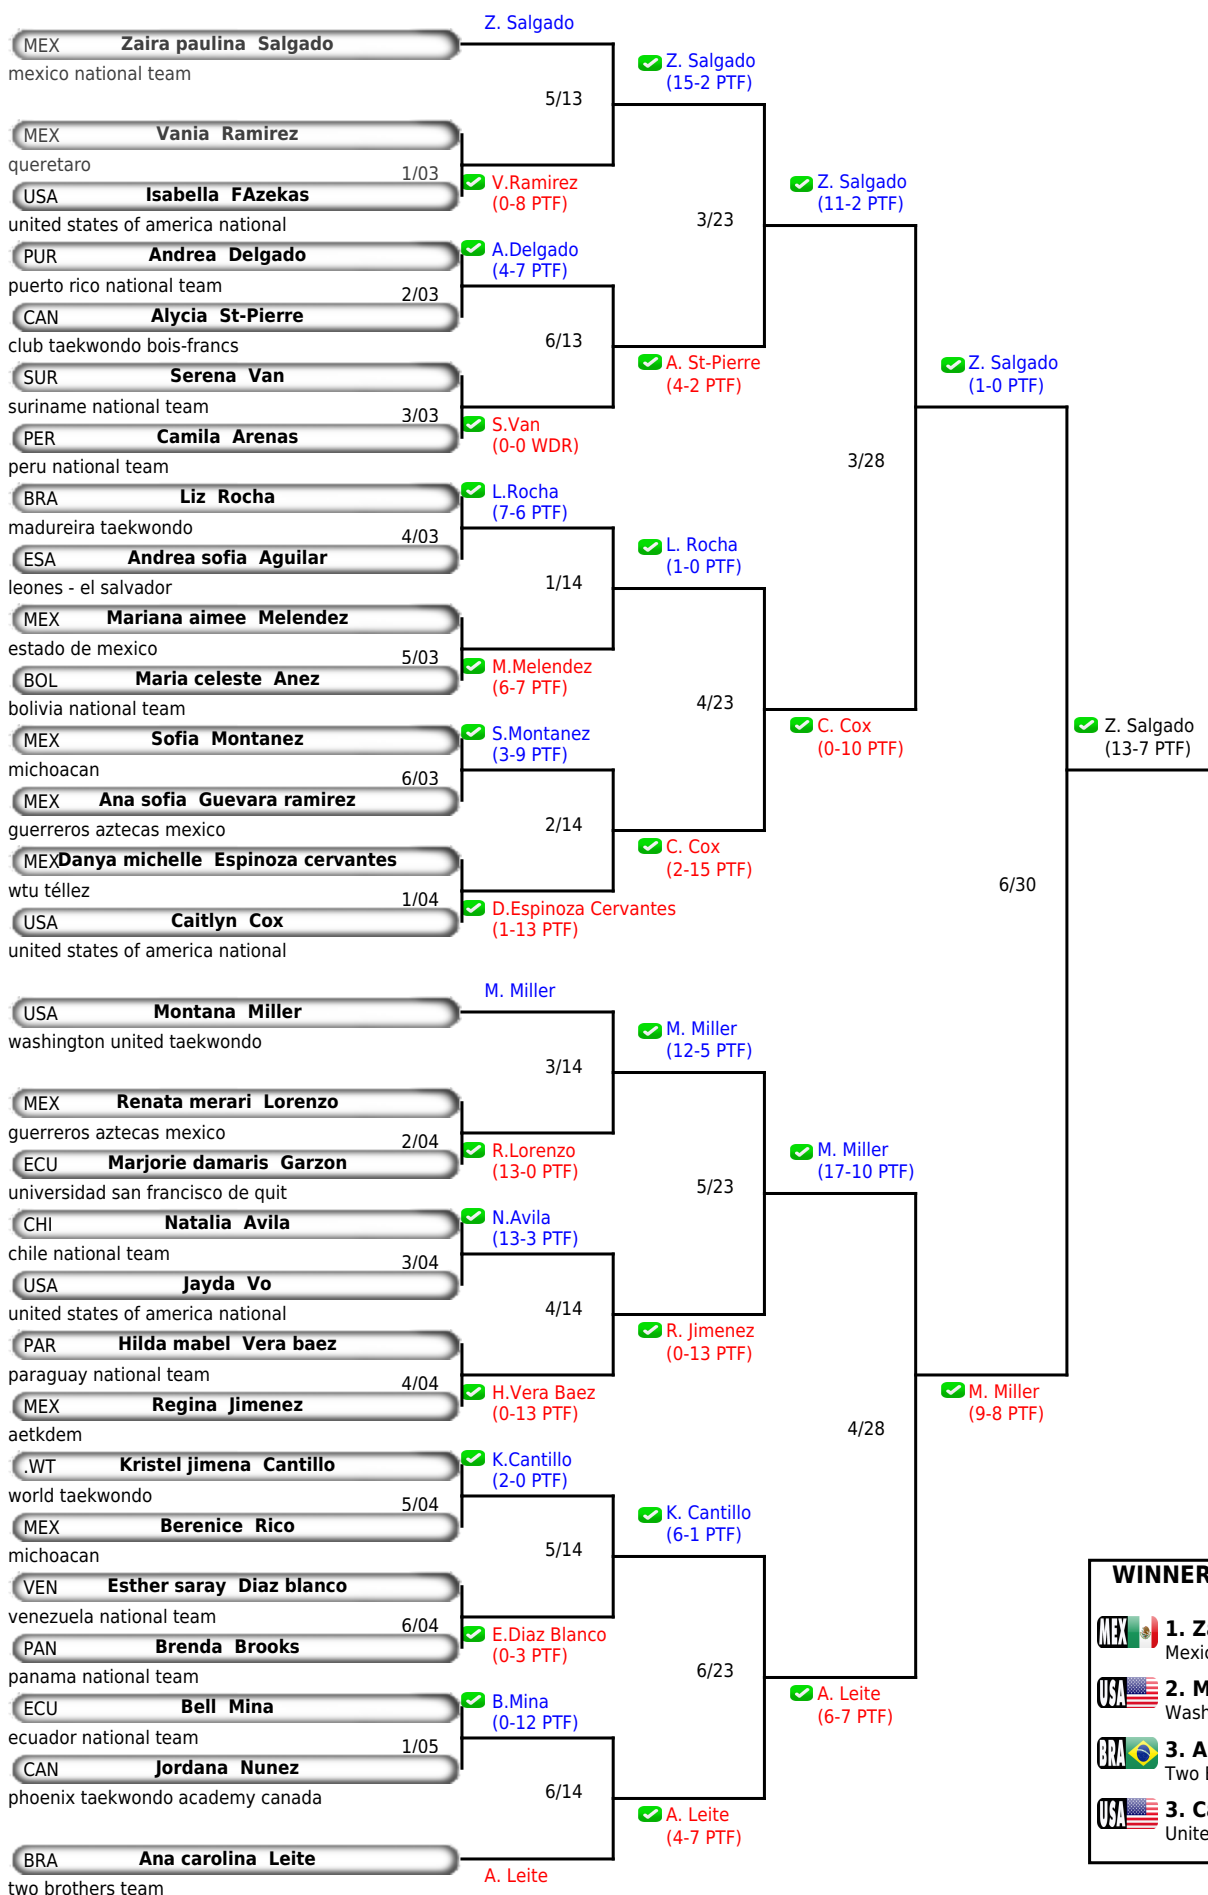 Z. Salgado
MEX Zaira paulina Salgado
mexico national team
Z. Salgado
(15-2 PTF)
5/13
MEX Vania Ramirez
queretaro
1/03
V.Ramirez
(0-8 PTF)
USA Isabella FAzekas
united states of america national
Z. Salgado
(11-2 PTF)
3/23
PUR Andrea Delgado
puerto rico national team
A.Delgado
(4-7 PTF)
2/03
CAN Alycia St-Pierre
club taekwondo bois-francs
6/13
A. St-Pierre
(4-2 PTF)
SUR Serena Van
suriname national team
3/03
S.Van
(0-0 WDR)
PER Camila Arenas
peru national team
Z. Salgado
(1-0 PTF)
3/28
BRA Liz Rocha
madureira taekwondo
L.Rocha
(7-6 PTF)
4/03
ESA Andrea sofia Aguilar
leones - el salvador
L. Rocha
(1-0 PTF)
1/14
MEX Mariana aimee Melendez
estado de mexico
5/03
M.Melendez
(6-7 PTF)
BOL Maria celeste Anez
bolivia national team
4/23
C. Cox
(0-10 PTF)
Z. Salgado
(13-7 PTF)
MEX Sofia Montanez
michoacan
S.Montanez
(3-9 PTF)
6/03
MEX Ana sofia Guevara ramirez
guerreros aztecas mexico
2/14
C. Cox
(2-15 PTF)
MEX Danya michelle Espinoza cervantes
wtu téllez
1/04
D.Espinoza Cervantes
(1-13 PTF)
USA Caitlyn Cox
united states of america national
6/30
M. Miller
USA Montana Miller
washington united taekwondo
M. Miller
(12-5 PTF)
3/14
MEX Renata merari Lorenzo
guerreros aztecas mexico
2/04
R.Lorenzo
(13-0 PTF)
ECU Marjorie damaris Garzon
universidad san francisco de quit
M. Miller
(17-10 PTF)
5/23
CHI Natalia Avila
chile national team
N.Avila
(13-3 PTF)
3/04
USA Jayda Vo
united states of america national
4/14
R. Jimenez
(0-13 PTF)
PAR Hilda mabel Vera baez
paraguay national team
4/04
H.Vera Baez
(0-13 PTF)
MEX Regina Jimenez
aetkdem
M. Miller
(9-8 PTF)
4/28
.WT Kristel jimena Cantillo
world taekwondo
K.Cantillo
(2-0 PTF)
5/04
MEX Berenice Rico
michoacan
K. Cantillo
(6-1 PTF)
5/14
VEN Esther saray Diaz blanco
venezuela national team
6/04
E.Diaz Blanco
(0-3 PTF)
PAN Brenda Brooks
panama national team
6/23
A. Leite
(6-7 PTF)
ECU Bell Mina
ecuador national team
B.Mina
(0-12 PTF)
1/05
CAN Jordana Nunez
phoenix taekwondo academy canada
6/14
A. Leite
(4-7 PTF)
BRA Ana carolina Leite
two brothers team
A. Leite
WINNER
MEX 1. Za
Mexic
USA 2. M
Wash
BRA 3. A
Two
USA 3. Ca
Unite